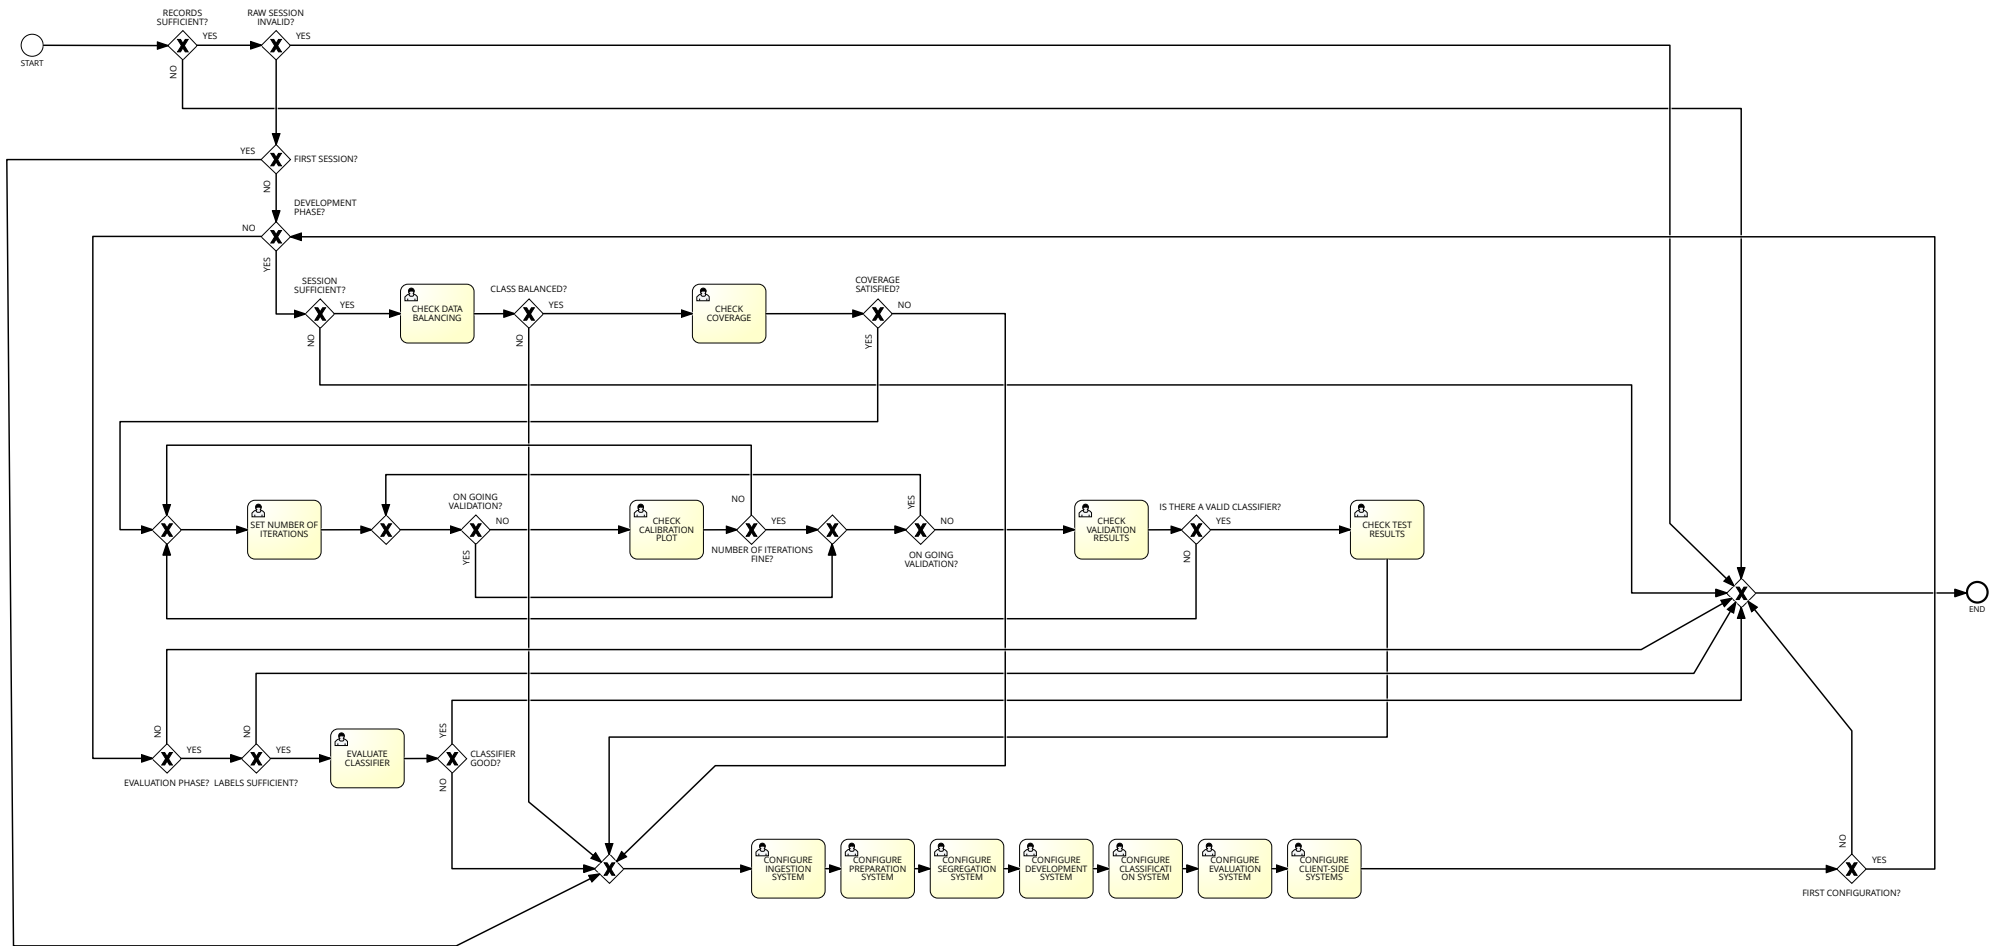 RECORDS
SUFFICIENT?
RAW SESSION
INVALID?
YES
YES
START
NO
YES
FIRST SESSION?
NO
DEVELOPMENT
PHASE?
NO
YES
SESSION
SUFFICIENT?
YES
NO
CHECK DATA
BALANCING
CLASS BALANCED?
YES
NO
CHECK
COVERAGE
COVERAGE
SATISFIED?
NO
YES
SET NUMBER OF
ITERATIONS
ON GOING
VALIDATION?
NO
YES
CHECK
CALIBRATION
PLOT
NO
YES
NUMBER OF ITERATIONS
FINE?
YES
NO
ON GOING
VALIDATION?
CHECK
VALIDATION
RESULTS
IS THERE A VALID CLASSIFIER?
YES
NO
CHECK TEST
RESULTS
END
NO
YES
EVALUATION PHASE?
NO
YES
LABELS SUFFICIENT?
EVALUATE
CLASSIFIER
YES
CLASSIFIER
GOOD?
NO
CONFIGURE
INGESTION
SYSTEM
CONFIGURE
PREPARATION
SYSTEM
CONFIGURE
SEGREGATION
SYSTEM
CONFIGURE
DEVELOPMENT
SYSTEM
CONFIGURE
CLASSIFICATI
ON SYSTEM
CONFIGURE
EVALUATION
SYSTEM
CONFIGURE
CLIENT-SIDE
SYSTEMS
NO
YES
FIRST CONFIGURATION?